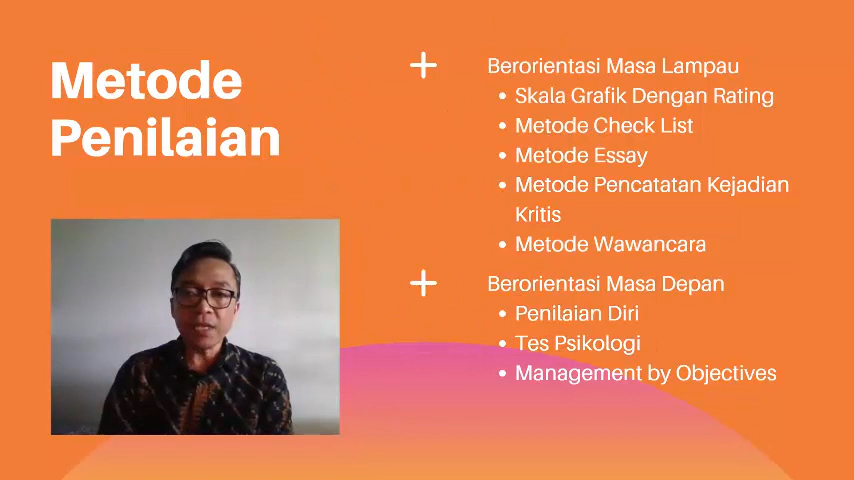 Metode
Penilaian
Berorientasi Masa Lampau
• Skala Grafik Dengan Rating
• Metode Check List
• Metode Essay
• Metode Pencatatan Kejadian
Kritis
• Metode Wawancara
Berorientasi Masa Depan
• Penilaian Diri
• Tes Psikologi
• Management by Objectives